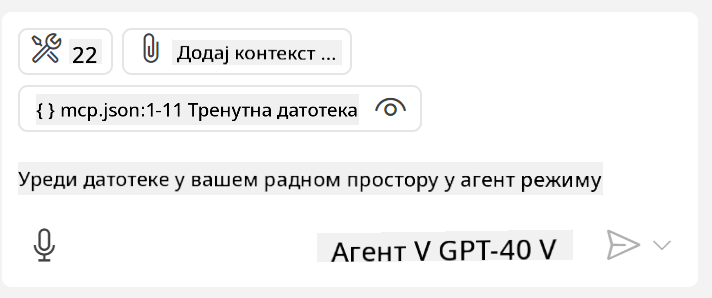 22 Додај контекст ...
{ } mcp.json:1-11 Тренутна датотека
Уреди датотеке у вашем радном простору у агент режиму
Агент V GPT-40 V